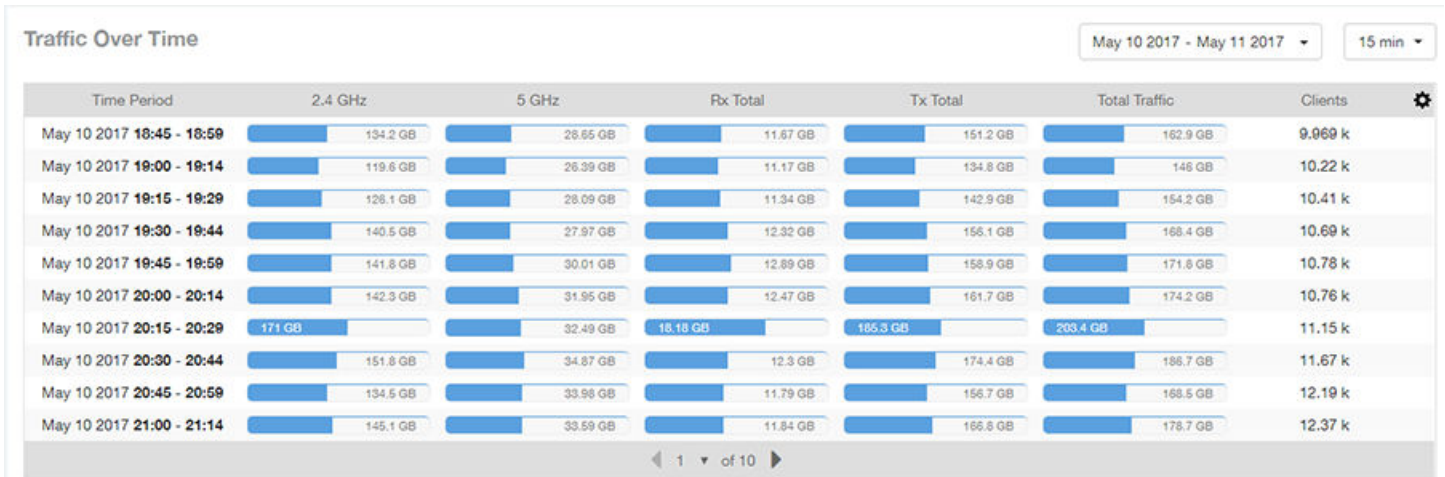 Traffic Over Time May 10 2017 - May 11 2017 15 min
Time Period 2.4 GHz 5 GHz Rx Total Tx Total Total Traffic Clients
May 10 2017 18:45 - 18:59 134.2 GB 28.65 GB 11.67 GB 151.2 GB 162.9 GB 9.969 k
May 10 2017 19:00 - 19:14 119.6 GB 26.39 GB 11.17 GB 134.8 GB 146 GB 10.22 k
May 10 2017 19:15 - 19:29 126.1 GB 28.09 GB 11.34 GB 142.9 GB 154.2 GB 10.41 k
May 10 2017 19:30 - 19:44 140.5 GB 27.97 GB 12.32 GB 156.1 GB 168.4 GB 10.69 k
May 10 2017 19:45 - 19:59 141.8 GB 30.01 GB 12.89 GB 158.9 GB 171.8 GB 10.78 k
May 10 2017 20:00 - 20:14 142.3 GB 31.95 GB 12.47 GB 161.7 GB 174.2 GB 10.76 k
May 10 2017 20:15 - 20:29 171 GB 32.49 GB 18.18 GB 185.3 GB 203.4 GB 11.15 k
May 10 2017 20:30 - 20:44 151.8 GB 34.87 GB 12.3 GB 174.4 GB 186.7 GB 11.67 k
May 10 2017 20:45 - 20:59 134.5 GB 33.98 GB 11.79 GB 156.7 GB 168.5 GB 12.19 k
May 10 2017 21:00 - 21:14 145.1 GB 33.59 GB 11.84 GB 166.8 GB 178.7 GB 12.37 k
1 of 10